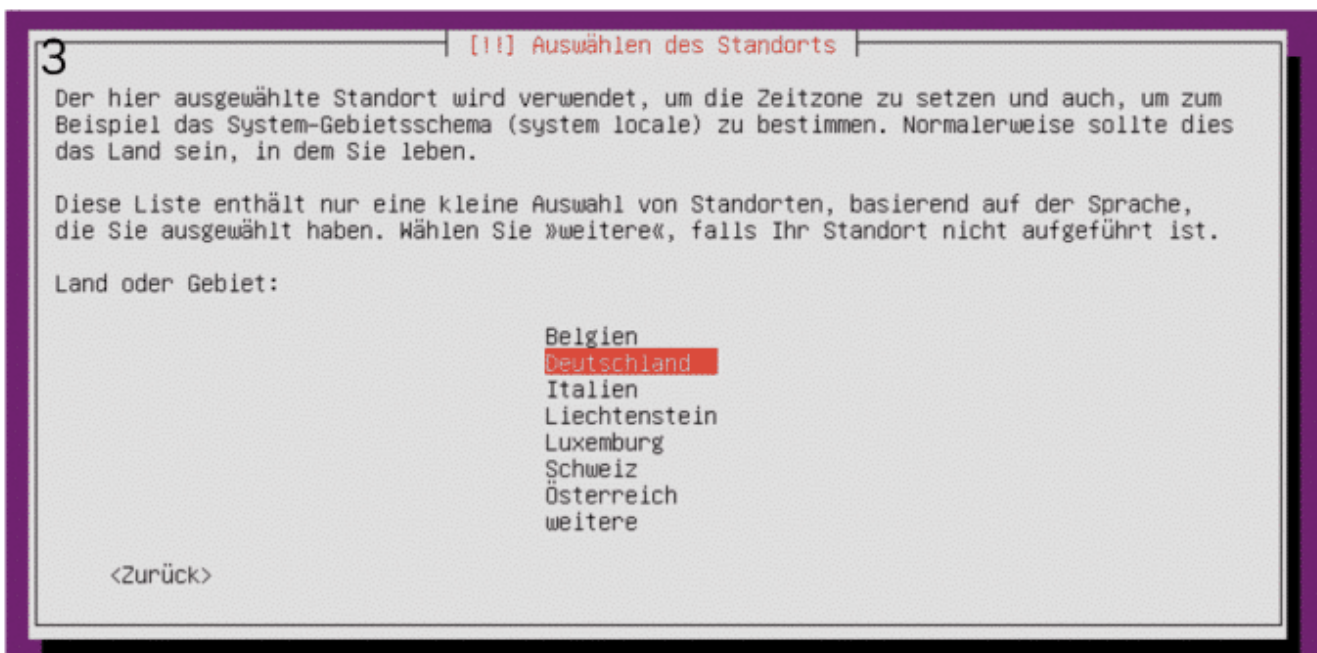 3
[!!] Auswählen des Standorts
Der hier ausgewählte Standort wird verwendet, um die Zeitzone zu setzen und auch, um zum
Beispiel das System-Gebietsschema (system locale) zu bestimmen. Normalerweise sollte dies
das Land sein, in dem Sie leben.
Diese Liste enthält nur eine kleine Auswahl von Standorten, basierend auf der Sprache,
die Sie ausgewählt haben. Wählen Sie »weitere«, falls Ihr Standort nicht aufgeführt ist.
Land oder Gebiet:
Belgien
Deutschland
Italien
Liechtenstein
Luxemburg
Schweiz
Österreich
weitere
<Zurück>